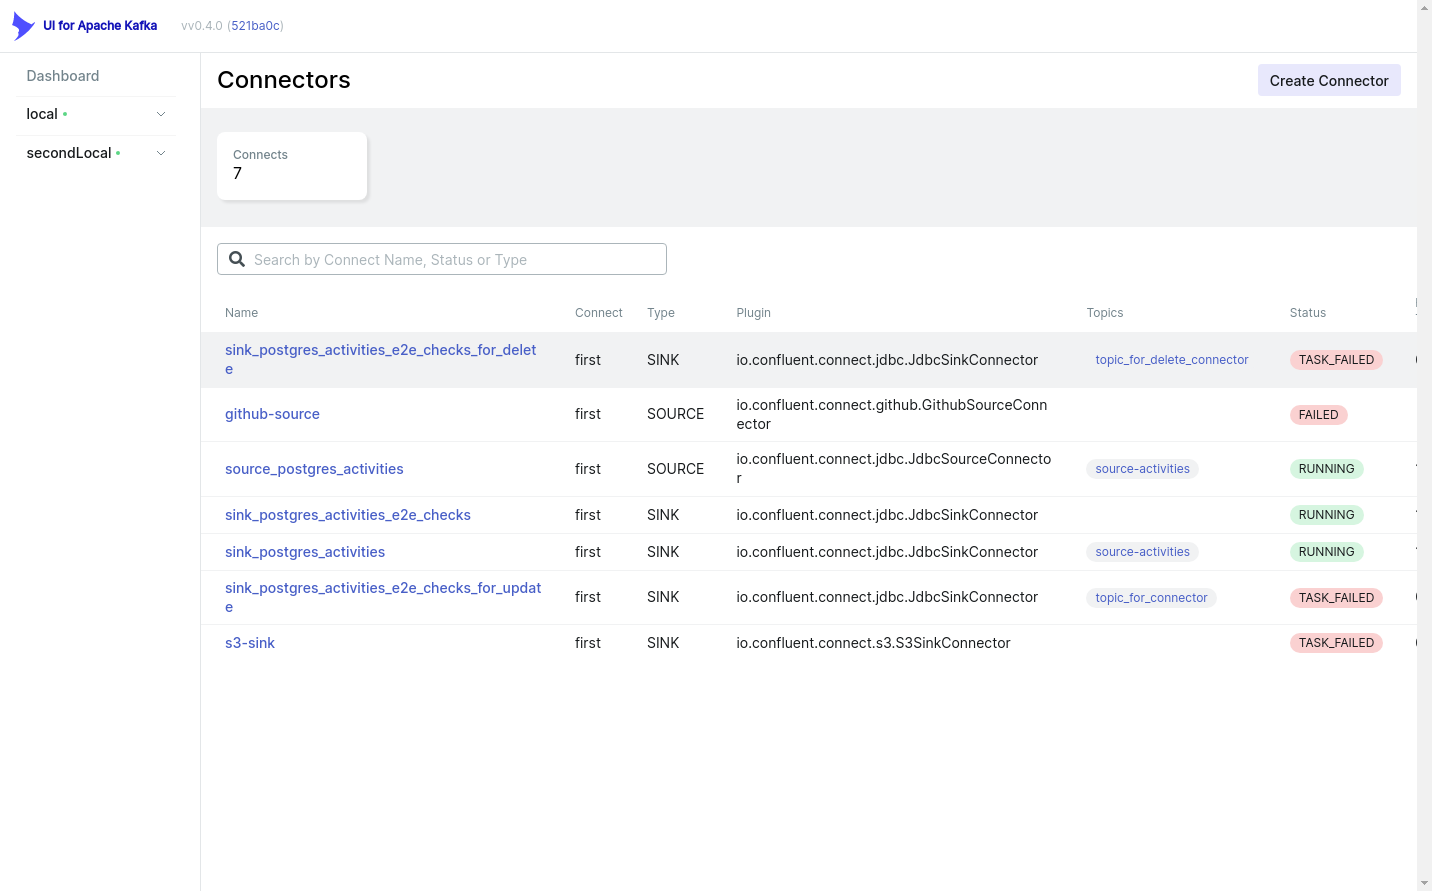 UI for Apache Kafka vv0.4.0 (521ba0c)
Dashboard
local
secondLocal
Connectors
Create Connector
Connects
7
Search by Connect Name, Status or Type
Name Connect Type Plugin Topics Status
sink_postgres_activities_e2e_checks_for_delet
e
first SINK io.confluent.connect.jdbc.JdbcSinkConnector topic_for_delete_connector TASK_FAILED
github-source first SOURCE io.confluent.connect.github.GithubSourceConn
ector
FAILED
source_postgres_activities first SOURCE io.confluent.connect.jdbc.JdbcSourceConnecto
r
source-activities RUNNING
sink_postgres_activities_e2e_checks first SINK io.confluent.connect.jdbc.JdbcSinkConnector RUNNING
sink_postgres_activities first SINK io.confluent.connect.jdbc.JdbcSinkConnector source-activities RUNNING
sink_postgres_activities_e2e_checks_for_updat
e
first SINK io.confluent.connect.jdbc.JdbcSinkConnector topic_for_connector TASK_FAILED
s3-sink first SINK io.confluent.connect.s3.S3SinkConnector TASK_FAILED